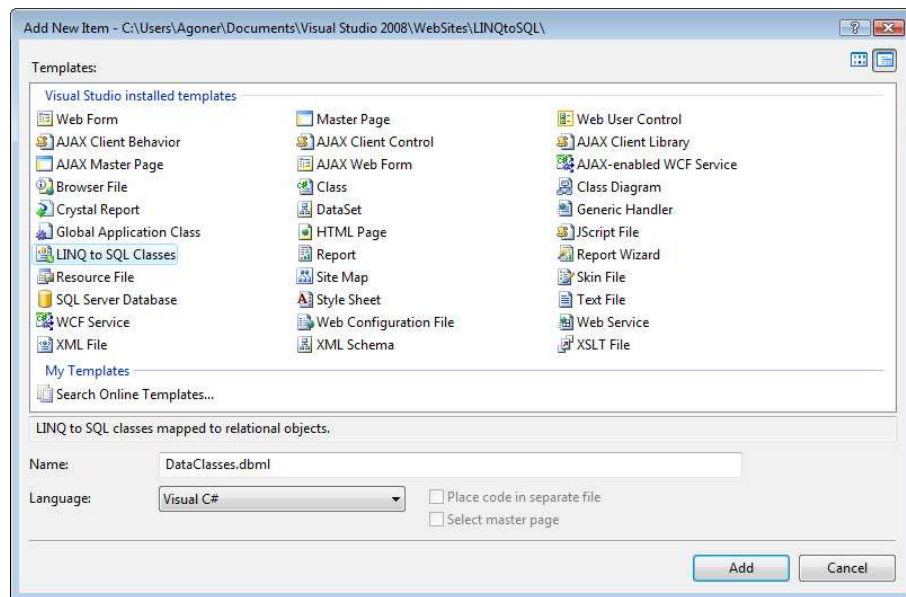 Add New Item - C:\Users\Agoner\Documents\Visual Studio 2008\WebSites\LINQtoSQL\
Templates:
Visual Studio installed templates
Web Form Master Page Web User Control
AJAX Client Behavior AJAX Client Control AJAX Client Library
AJAX Master Page AJAX Web Form AJAX-enabled WCF Service
Browser File Class Class Diagram
Crystal Report DataSet Generic Handler
Global Application Class HTML Page JScript File
LINQ to SQL Classes Report Report Wizard
Resource File Site Map Skin File
SQL Server Database Style Sheet Text File
WCF Service Web Configuration File Web Service
XML File XML Schema XSLT File
My Templates
Search Online Templates...
LINQ to SQL classes mapped to relational objects.
Name: DataClasses.dbml
Language: Visual C# Place code in separate file
Select master page
Add Cancel